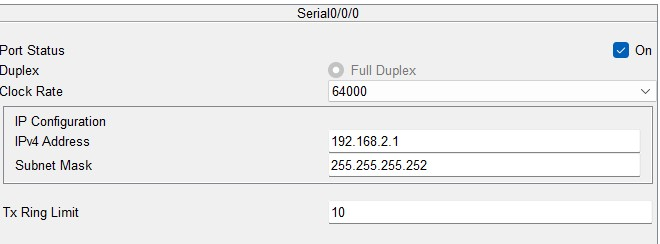 Serial0/0/0
Port Status On
Duplex Full Duplex
Clock Rate 64000
IP Configuration
IPv4 Address 192.168.2.1
Subnet Mask 255.255.255.252
Tx Ring Limit 10